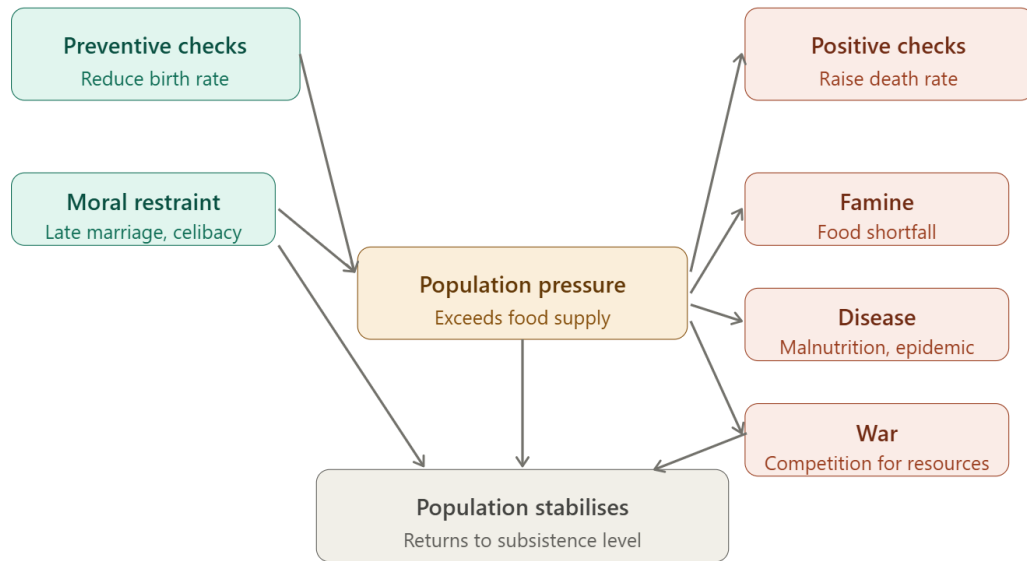 Preventive checks
Reduce birth rate
Positive checks
Raise death rate
Moral restraint
Late marriage, celibacy
Famine
Food shortfall
Population pressure
Exceeds food supply
Disease
Malnutrition, epidemic
War
Competition for resources
Population stabilises
Returns to subsistence level